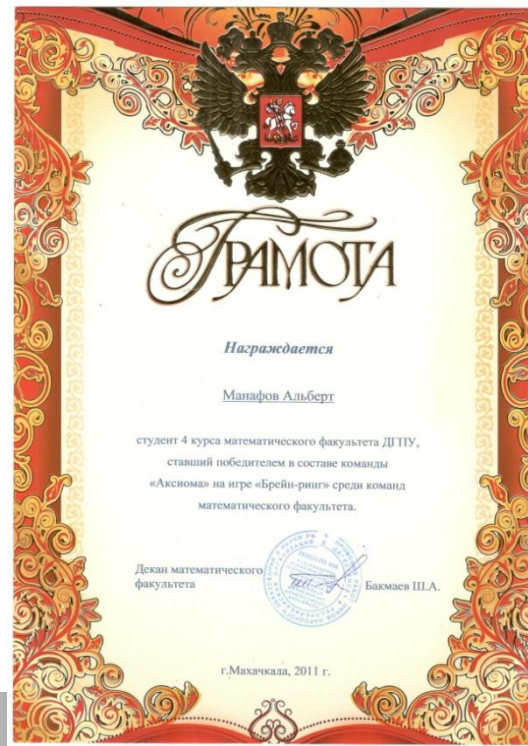 ГРАМОТА
Награждается
Манафов Альберт
студент 4 курса математического факультета ДГПУ,
ставший победителем в составе команды
«Аксиома» на игре «Брейн-ринг» среди команд
математического факультета.
Декан математического
факультета
Бакмаев Ш.А.
г.Махачкала, 2011 г.